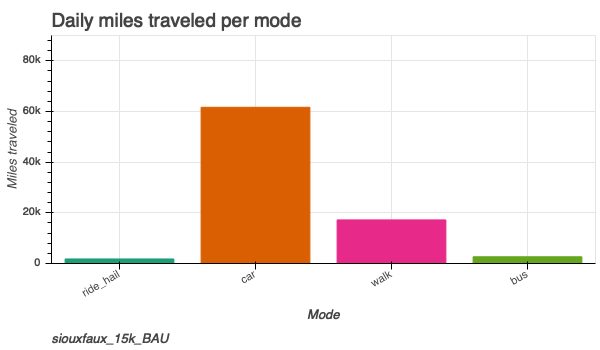 Daily miles traveled per mode
80k
60k
40k
20k
0
Miles traveled
ride_hail
car
walk
bus
Mode
siouxfaux_15k_BAU